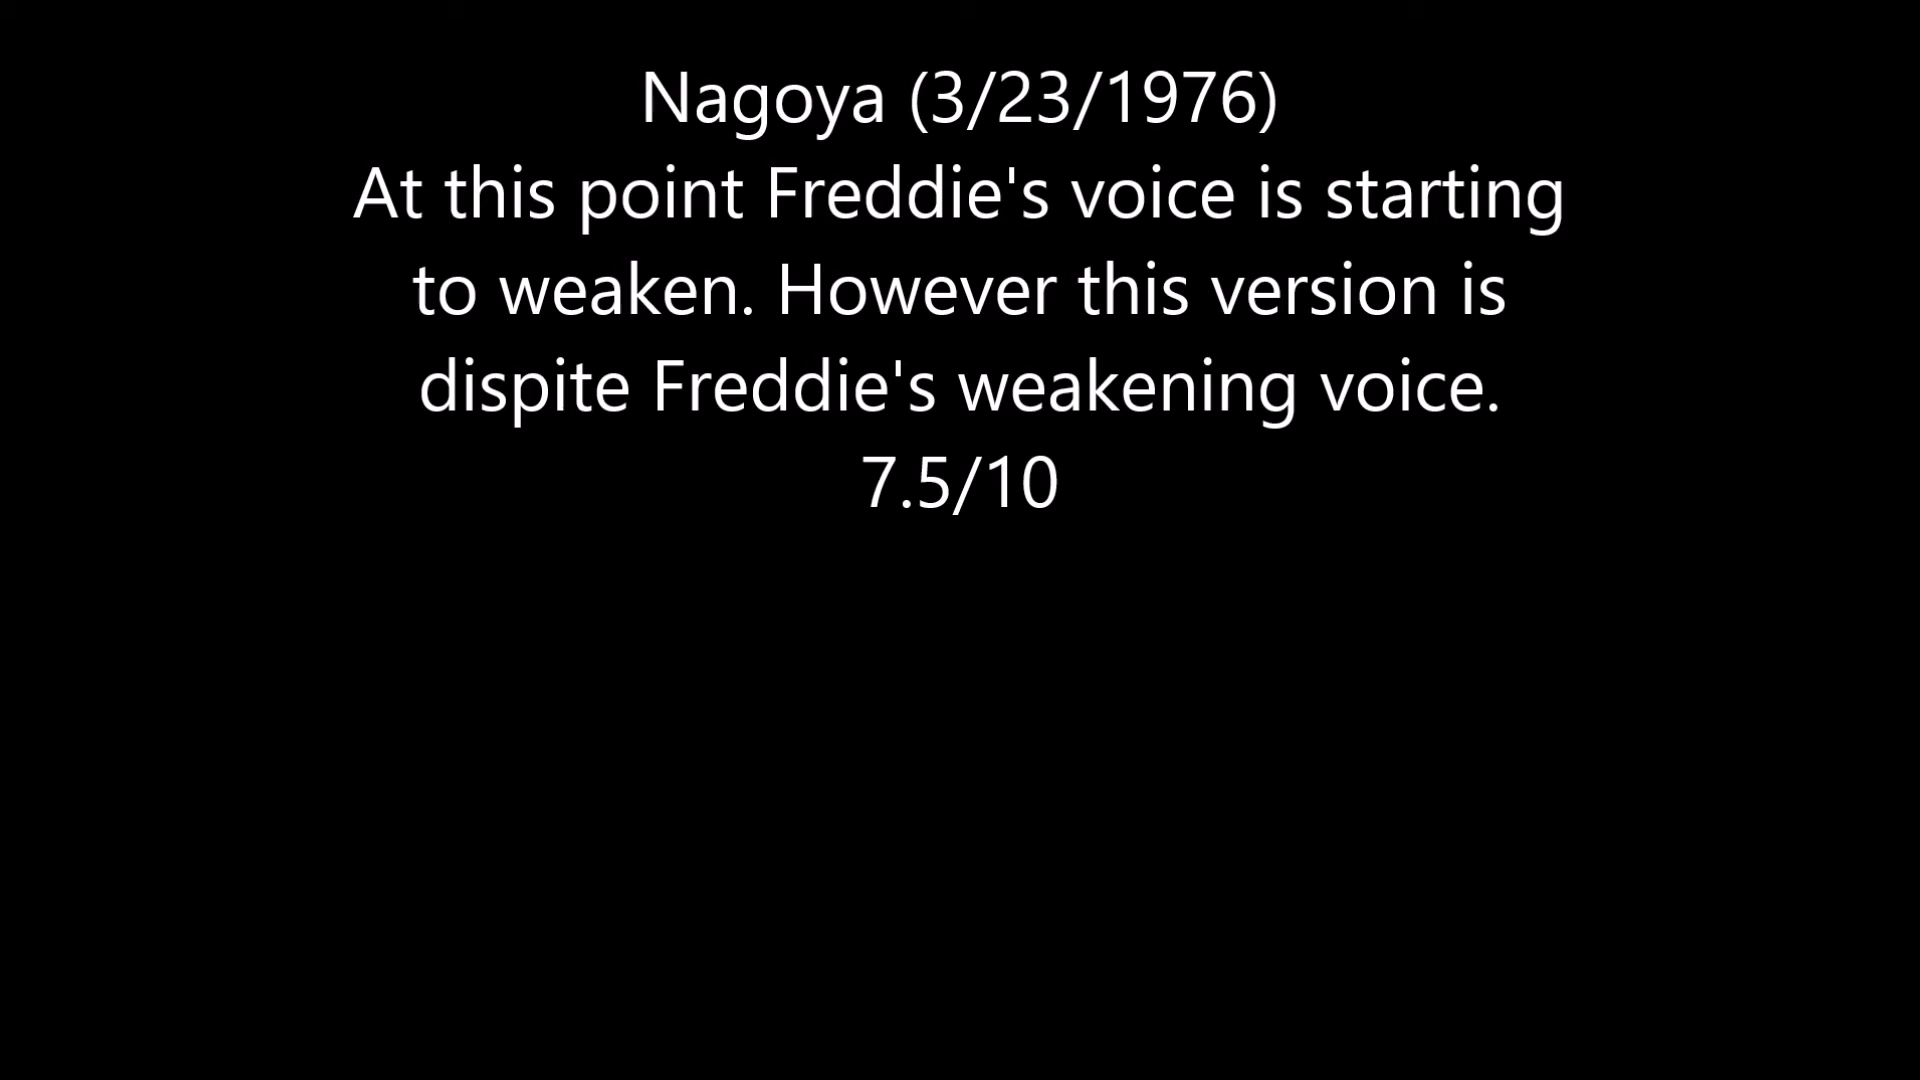 Nagoya (3/23/1976)
At this point Freddie's voice is starting
to weaken. However this version is
dispite Freddie's weakening voice.
7.5/10